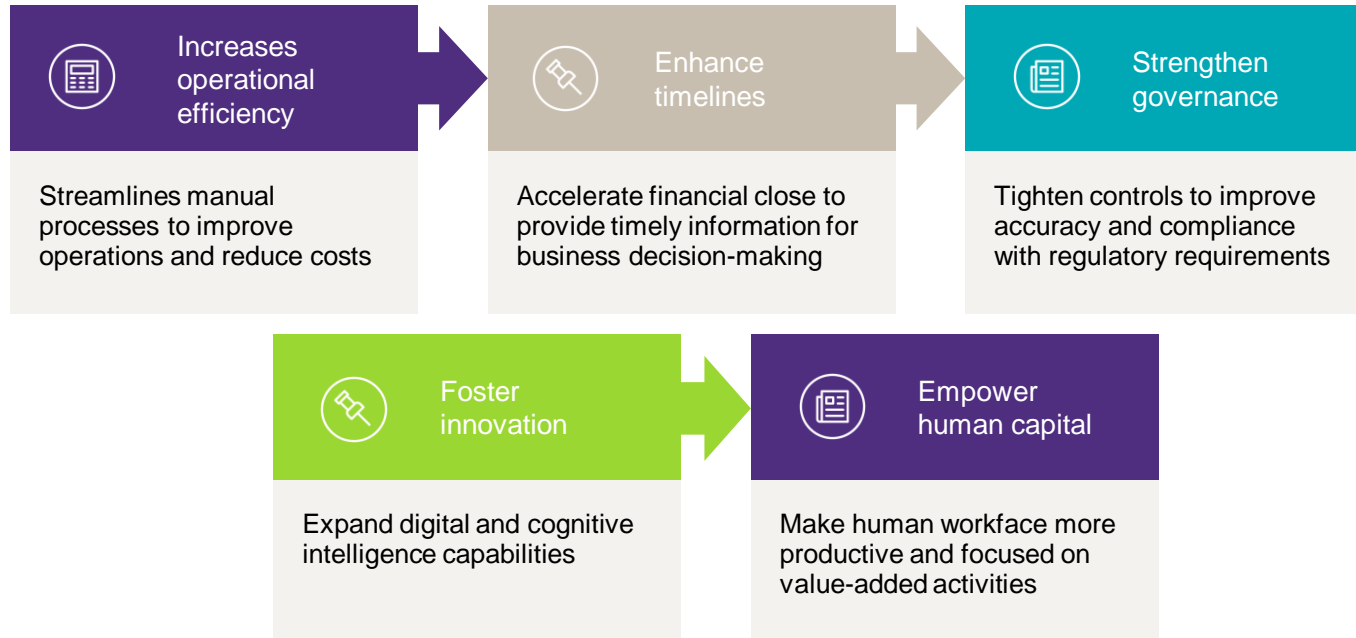 Increases
operational
efficiency
Streamlines manual
processes to improve
operations and reduce costs
Enhance
timelines
Accelerate financial close to
provide timely information for
business decision-making
Strengthen
governance
Tighten controls to improve
accuracy and compliance
with regulatory requirements
Foster
innovation
Expand digital and cognitive
intelligence capabilities
Empower
human capital
Make human workface more
productive and focused on
value-added activities